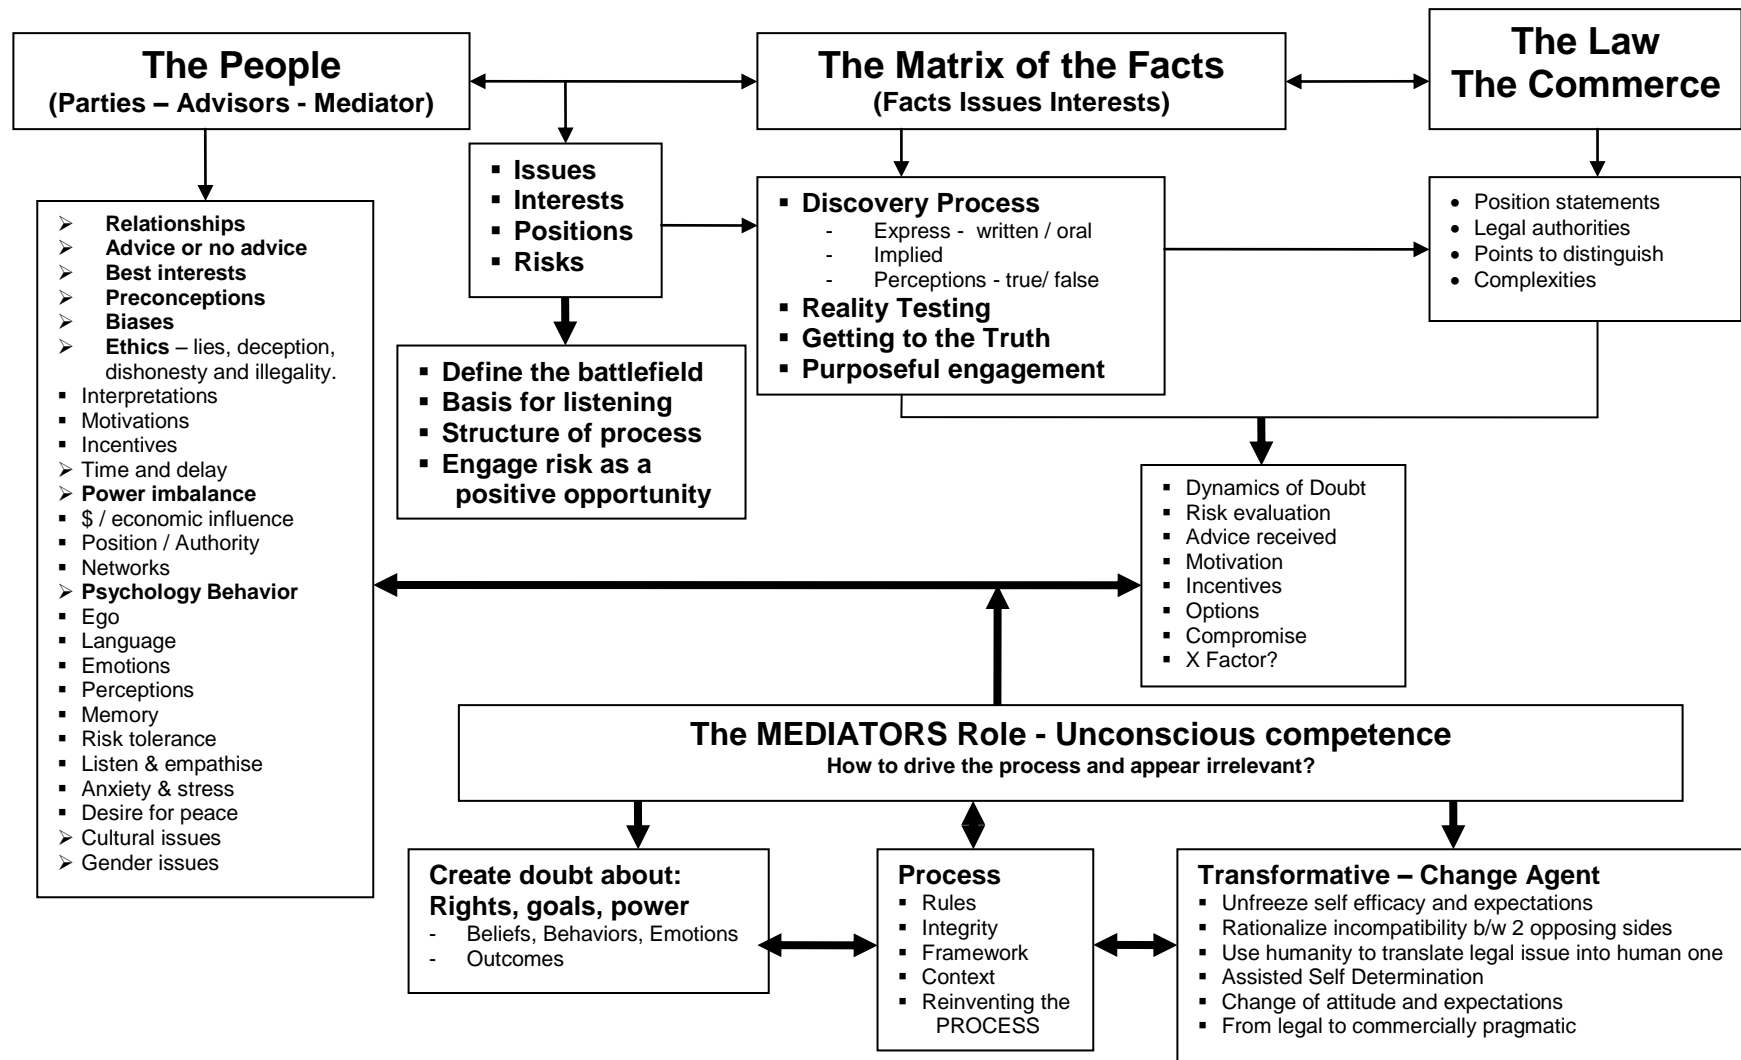 The People
(Parties – Advisors - Mediator)
The Matrix of the Facts
(Facts Issues Interests)
The Law
The Commerce
➢ Relationships
➢ Advice or no advice
➢ Best interests
➢ Preconceptions
➢ Biases
➢ Ethics – lies, deception,
dishonesty and illegality.
▪ Interpretations
▪ Motivations
▪ Incentives
➢ Time and delay
➢ Power imbalance
▪ $ / economic influence
▪ Position / Authority
▪ Networks
➢ Psychology Behavior
▪ Ego
▪ Language
▪ Emotions
▪ Perceptions
▪ Memory
▪ Risk tolerance
▪ Listen & empathise
▪ Anxiety & stress
▪ Desire for peace
➢ Cultural issues
➢ Gender issues
▪ Issues
▪ Interests
▪ Positions
▪ Risks
▪ Define the battlefield
▪ Basis for listening
▪ Structure of process
▪ Engage risk as a
positive opportunity
▪ Discovery Process
- Express - written / oral
- Implied
- Perceptions - true/ false
▪ Reality Testing
▪ Getting to the Truth
▪ Purposeful engagement
• Position statements
• Legal authorities
• Points to distinguish
• Complexities
▪ Dynamics of Doubt
▪ Risk evaluation
▪ Advice received
▪ Motivation
▪ Incentives
▪ Options
▪ Compromise
▪ X Factor?
The MEDIATORS Role - Unconscious competence
How to drive the process and appear irrelevant?
Create doubt about:
Rights, goals, power
- Beliefs, Behaviors, Emotions
- Outcomes
Process
▪ Rules
▪ Integrity
▪ Framework
▪ Context
▪ Reinventing the
PROCESS
Transformative – Change Agent
▪ Unfreeze self efficacy and expectations
▪ Rationalize incompatibility b/w 2 opposing sides
▪ Use humanity to translate legal issue into human one
▪ Assisted Self Determination
▪ Change of attitude and expectations
▪ From legal to commercially pragmatic